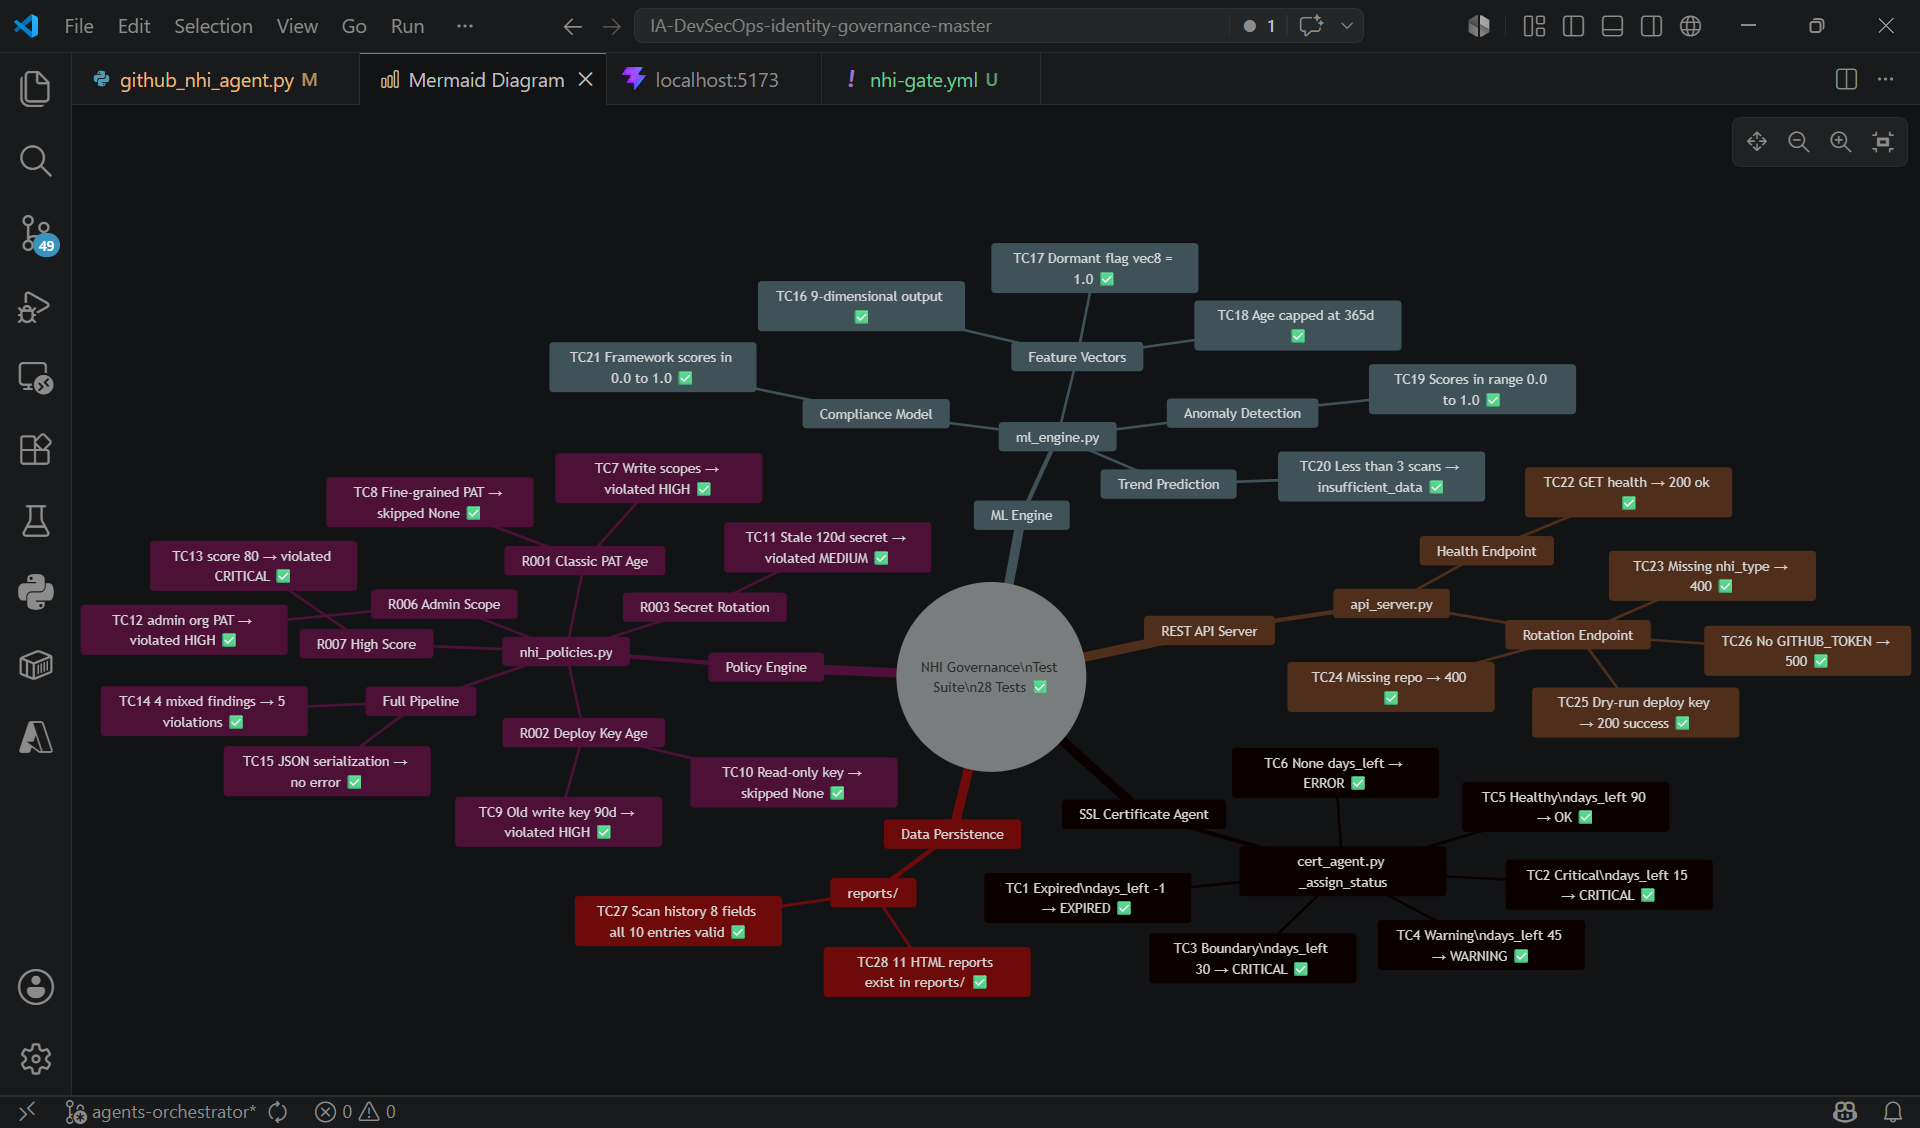 File Edit Selection View Go Run ···
IA-DevSecOps-identity-governance-master
1
github_nhi_agent.py M
Mermaid Diagram
localhost:5173
! nhi-gate.yml U
49
TC17 Dormant flag vec8 =
1.0 ✅
TC16 9-dimensional output
✅
TC18 Age capped at 365d
✅
TC21 Framework scores in
0.0 to 1.0 ✅
Feature Vectors
TC19 Scores in range 0.0
to 1.0 ✅
Compliance Model
Anomaly Detection
ml_engine.py
TC7 Write scopes →
violated HIGH ✅
TC20 Less than 3 scans →
insufficient_data ✅
Trend Prediction
TC8 Fine-grained PAT →
skipped None ✅
TC22 GET health → 200 ok
✅
ML Engine
TC11 Stale 120d secret →
violated MEDIUM ✅
Health Endpoint
TC13 score 80 → violated
CRITICAL ✅
R001 Classic PAT Age
TC23 Missing nhi_type →
400 ✅
R006 Admin Scope
R003 Secret Rotation
api_server.py
TC12 admin org PAT →
violated HIGH ✅
R007 High Score
nhi_policies.py
REST API Server
Rotation Endpoint
TC26 No GITHUB_TOKEN →
500 ✅
Policy Engine
NHI Governance\nTest
Suite\n28 Tests ✅
TC24 Missing repo → 400
✅
TC14 4 mixed findings → 5
violations ✅
Full Pipeline
TC25 Dry-run deploy key
→ 200 success ✅
R002 Deploy Key Age
TC15 JSON serialization →
no error ✅
TC10 Read-only key →
skipped None ✅
TC6 None days_left →
ERROR ✅
TC9 Old write key 90d →
violated HIGH ✅
SSL Certificate Agent
TC5 Healthy\ndays_left 90
→ OK ✅
Data Persistence
cert_agent.py
_assign_status
reports/
TC1 Expired\ndays_left -1
→ EXPIRED ✅
TC2 Critical\ndays_left 15
→ CRITICAL ✅
TC27 Scan history 8 fields
all 10 entries valid ✅
TC3 Boundary\ndays_left
30 → CRITICAL ✅
TC4 Warning\ndays_left 45
→ WARNING ✅
TC28 11 HTML reports
exist in reports/ ✅
agents-orchestrator* 0 0